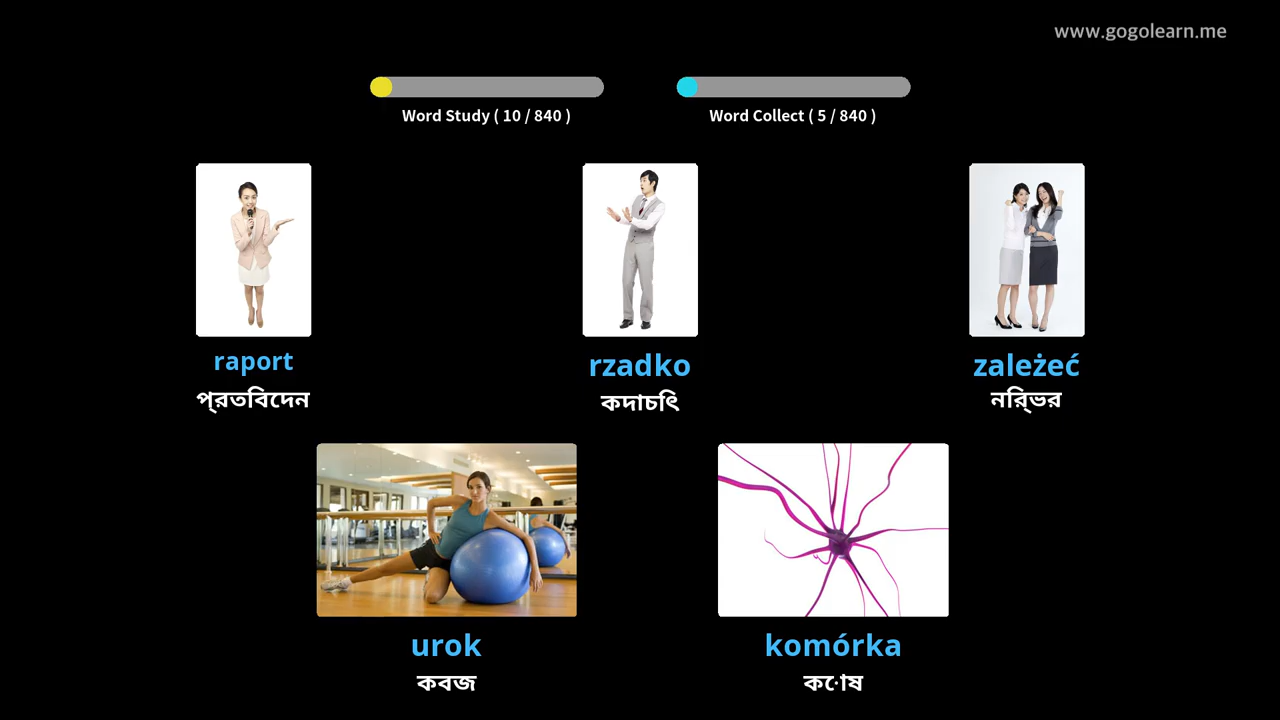 www.gogolearn.me
Word Study ( 10 / 840 )
Word Collect ( 5 / 840 )
raport
প্রতিবেদন
rzadko
কদাচিৎ
zależeć
নির্ভর
urok
কবজ
komórka
কোষ